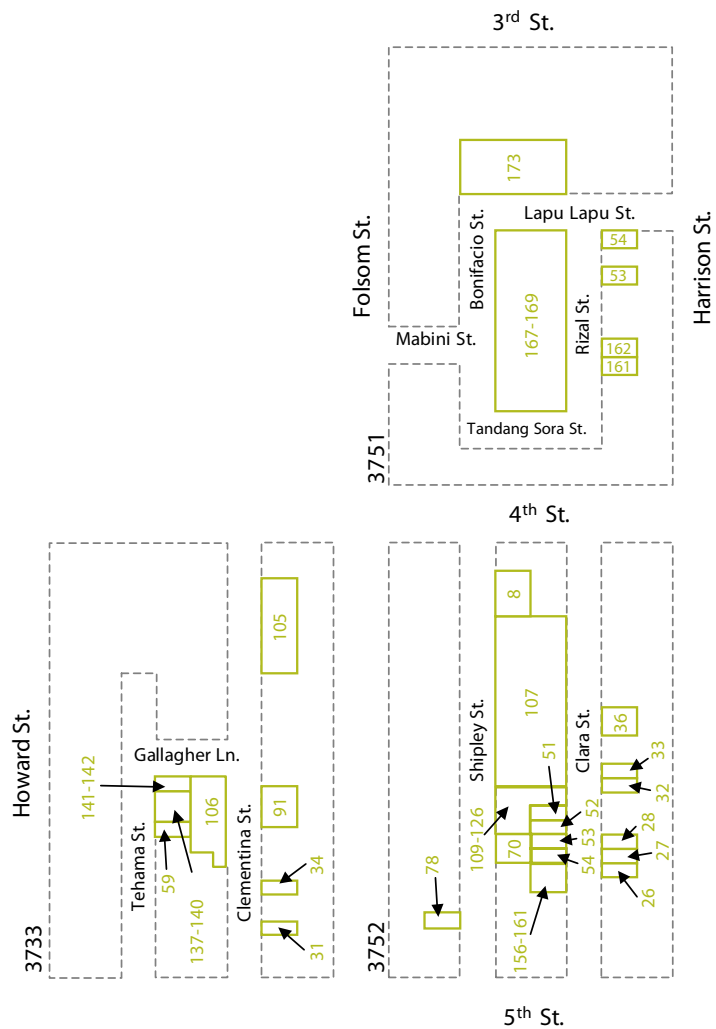 3rd St.
173
Lapu Lapu St.
Folsom St.
Bonifacio St.
54
Harrison St.
53
167-169
Rizal St.
Mabini St.
162
161
Tandang Sora St.
3751
4th St.
8
105
107
Howard St.
Shipley St.
Clara St.
36
51
Gallagher Ln.
33
141-142
106
91
32
52
109-126
Tehama St.
59
Clementina St.
34
78
70
53
28
54
27
137-140
26
31
156-161
3733
3752
5th St.